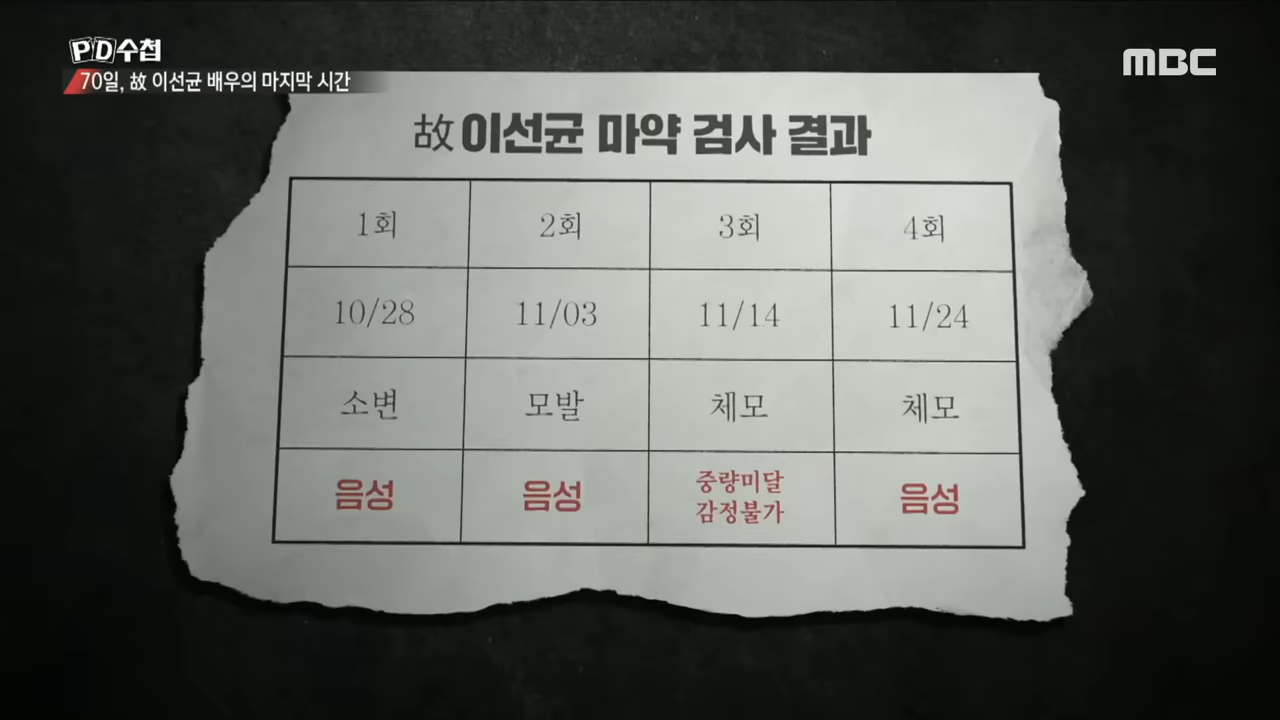 PD수첩
70일, 故 이선균 배우의 마지막 시간
MBC
故 이선균 마약 검사 결과
1회 2회 3회 4회
10/28 11/03 11/14 11/24
소변 모발 체모 체모
음성 음성 중량미달 감정불가 음성